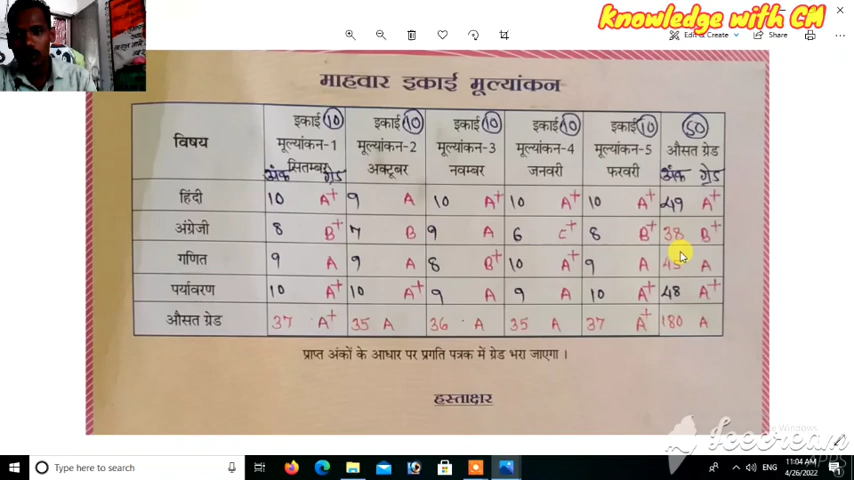 Knowledge with CM
Edit & Create Share
माहवार इकाई मूल्यांकन
विषय
इकाई 10 मूल्यांकन-1 सितम्बर
इकाई 10 मूल्यांकन-2 अक्टूबर
इकाई 10 मूल्यांकन-3 नवम्बर
इकाई 10 मूल्यांकन-4 जनवरी
इकाई 10 मूल्यांकन-5 फरवरी
50 औसत ग्रेड
अंक ग्रेड अंक ग्रेड
हिंदी 10 A+ 9 A 10 A+ 10 A+ 10 A+ 49 A+
अंग्रेजी 8 B+ 7 B 9 A 6 C+ 8 B+ 38 B+
गणित 9 A 9 A 8 B+ 10 A+ 9 A 45 A
पर्यावरण 10 A+ 10 A+ 9 A 9 A 10 A+ 48 A+
औसत ग्रेड 37 A+ 35 A 36 A 35 A 37 A+ 180 A
प्राप्त अंकों के आधार पर प्रगति पत्रक में ग्रेड भरा जाएगा।
हस्ताक्षर
Icecream
APPS
Type here to search
ENG
11:04 AM
4/26/2022